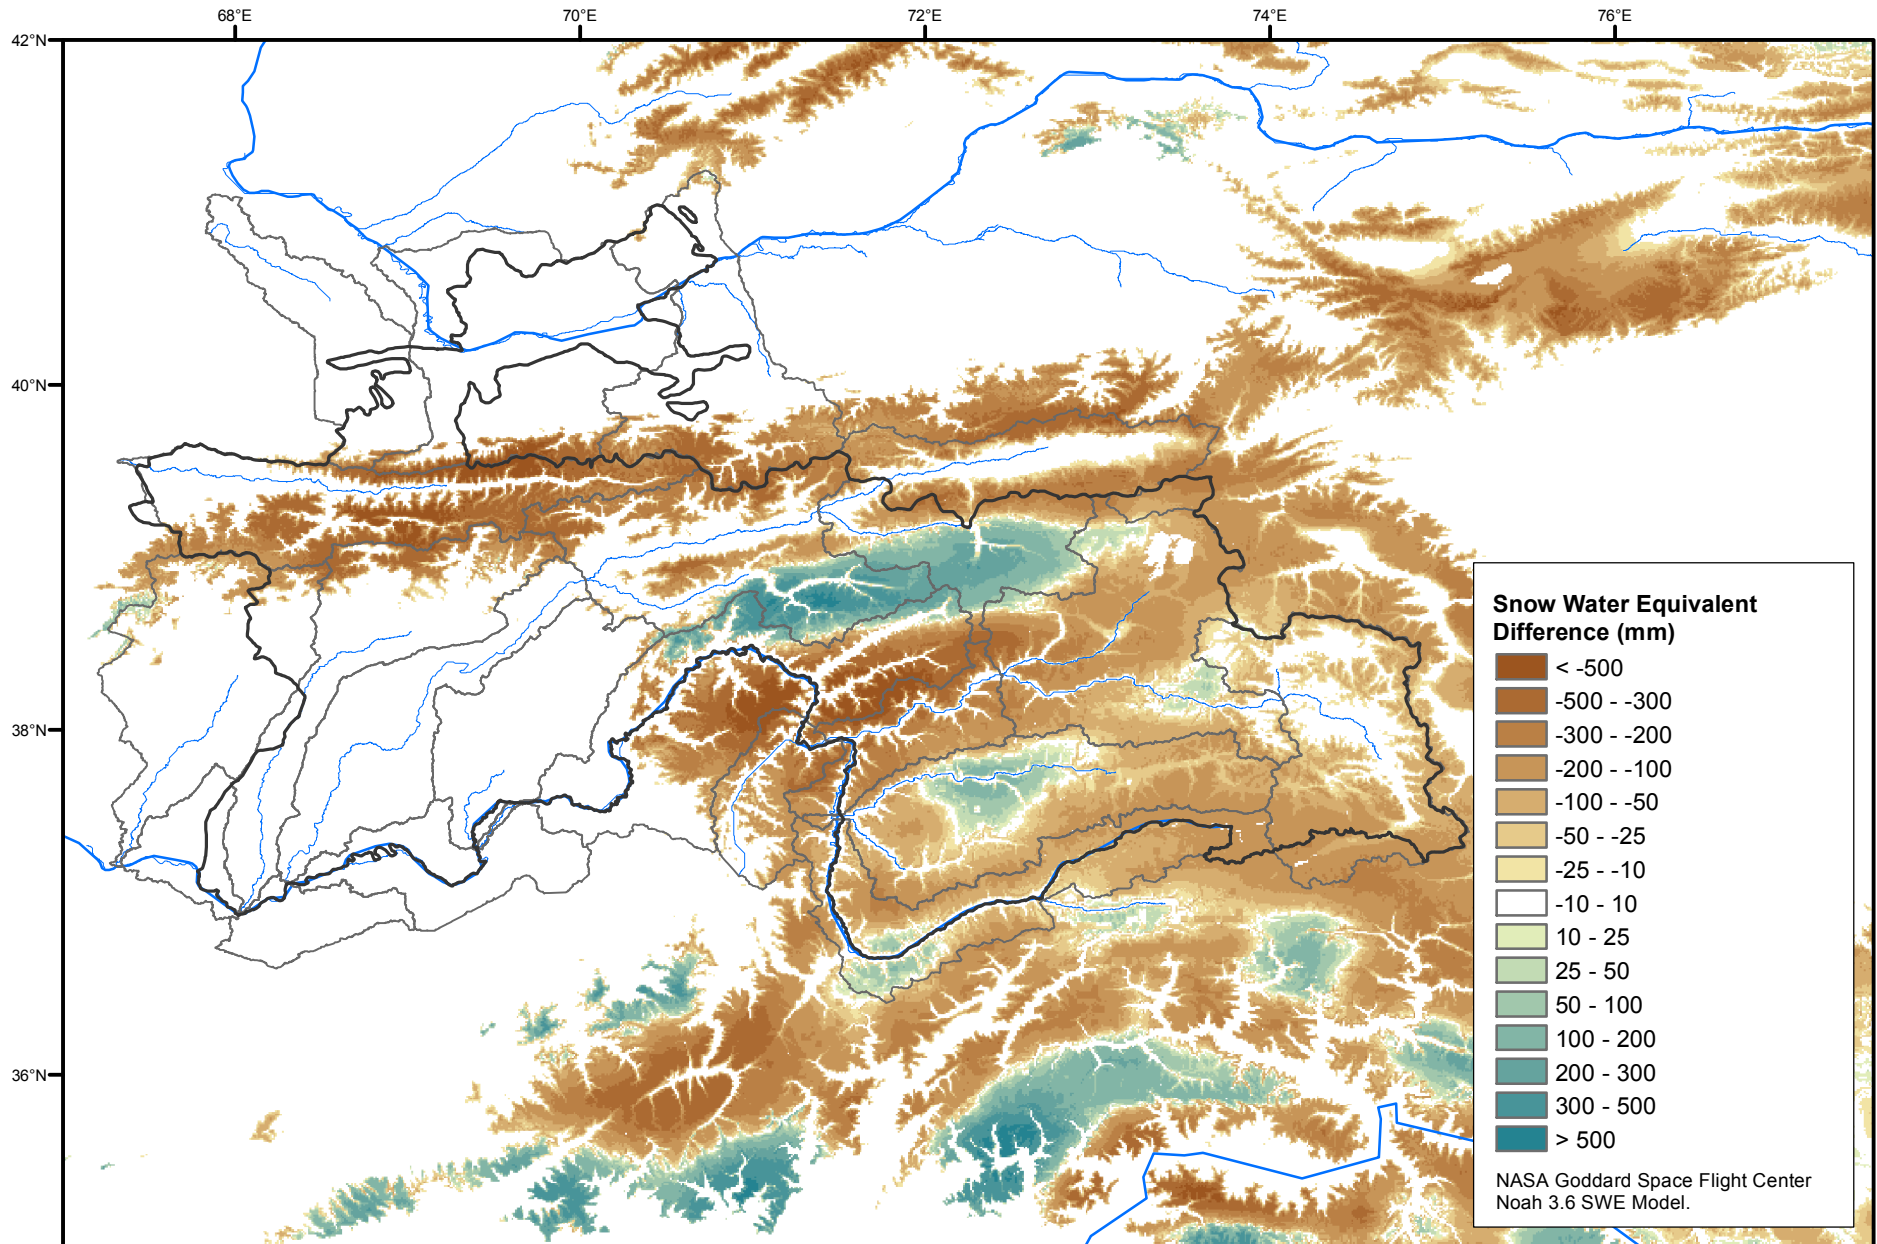 68°E
70°E
72°E
74°E
76°E
42°N
40°N
38°N
36°N
Snow Water Equivalent
Difference (mm)
< -500
-500 - -300
-300 - -200
-200 - -100
-100 - -50
-50 - -25
-25 - -10
-10 - 10
10 - 25
25 - 50
50 - 100
100 - 200
200 - 300
300 - 500
> 500
NASA Goddard Space Flight Center
Noah 3.6 SWE Model.